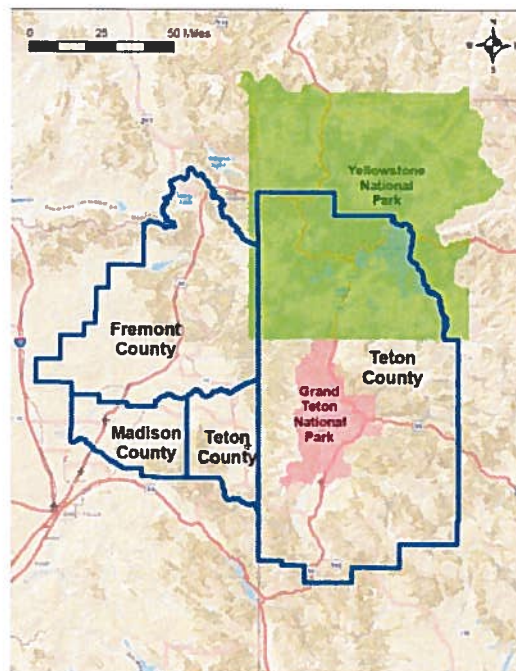 0 25 50 Miles
N
S
Yellowstone
National
Park
Fremont
County
Teton
County
Grand
Teton
National
Park
Madison
County
Teton
County